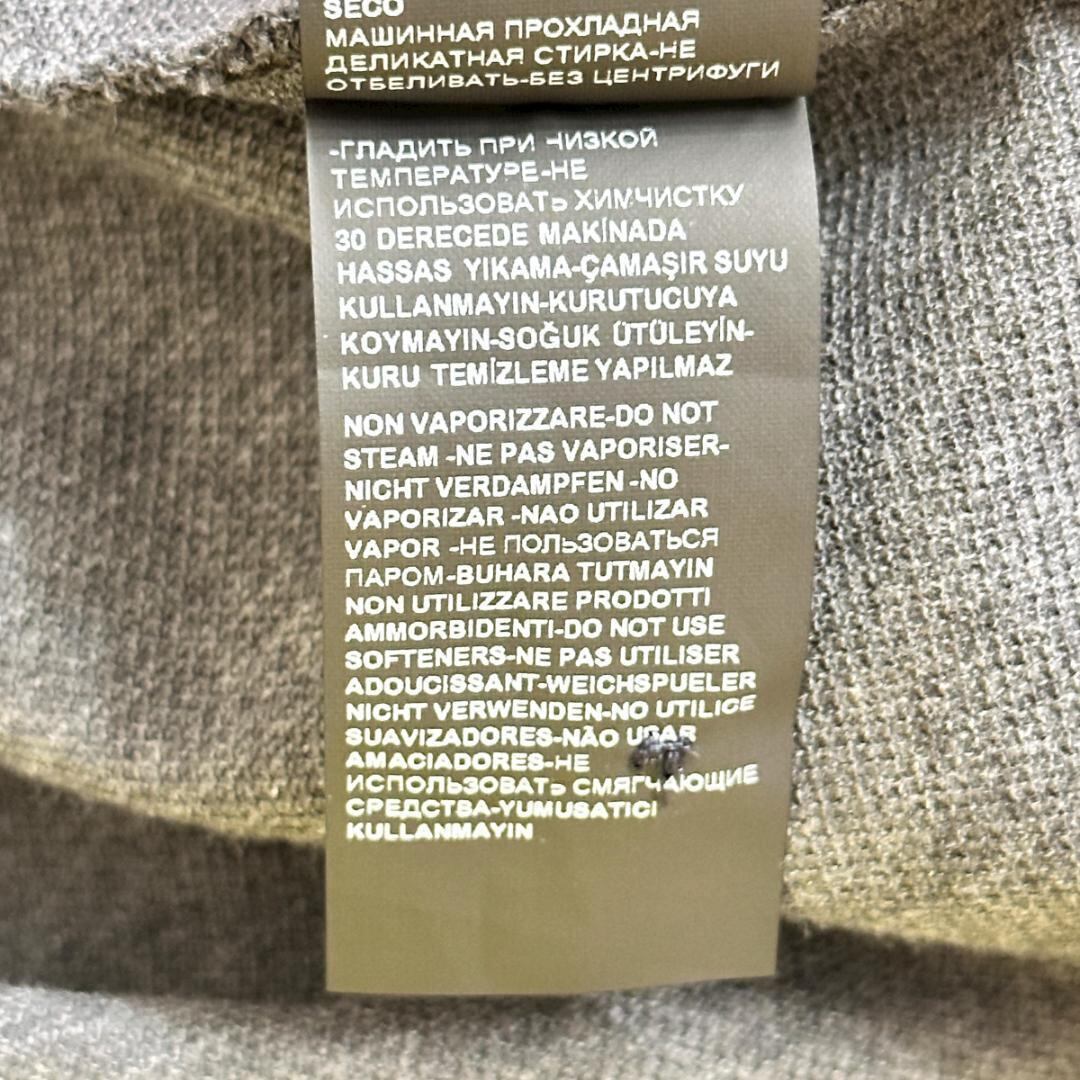 SECO
МАШИННАЯ ПРОХЛАДНАЯ
ДЕЛИКАТНАЯ СТИРКА-НЕ
ОТБЕЛИВАТЬ-БЕЗ ЦЕНТРИФУГИ
-ГЛАДИТЬ ПРИ НИЗКОЙ
ТЕМПЕРАТУРЕ-НЕ
ИСПОЛЬЗОВАТЬ ХИМЧИСТКУ
30 DERECEDE MAKİNADA
HASSAS YIKAMA-ÇAMAŞIR SUYU
KULLANMAYIN-KURUTUCUYA
KOYMAYIN-SOĞUK ÜTÜLEYİN-
KURU TEMİZLEME YAPILMAZ
NON VAPORIZZARE-DO NOT
STEAM -NE PAS VAPORISER-
NICHT VERDAMPFEN -NO
VAPORIZAR -NAO UTILIZAR
VAPOR -НЕ ПОЛЬЗОВАТЬСЯ
ПАРОМ-BUHARA TUTMAYIN
NON UTILIZZARE PRODOTTI
AMMORBIDENTI-DO NOT USE
SOFTENERS-NE PAS UTILISER
ADOUCISSANT-WEICHSPUELER
NICHT VERWENDEN-NO UTILICE
SUAVIZADORES-NÃO USAR
AMACIADORES-НЕ
ИСПОЛЬЗОВАТЬ СМЯГЧАЮЩИЕ
СРЕДСТВА-YUMUSATICI
KULLANMAYIN